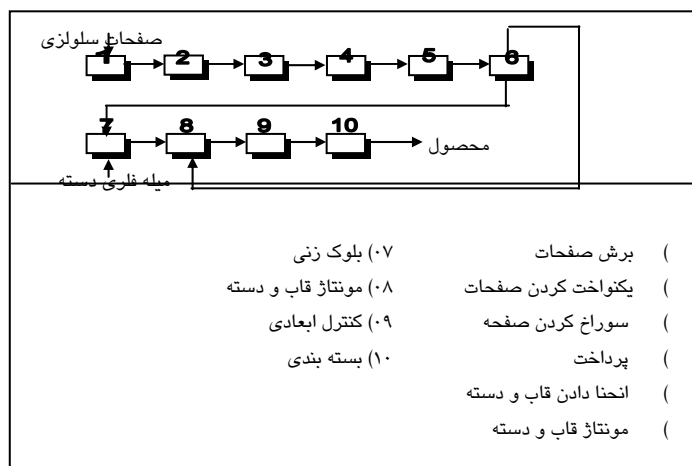 صفحات سلولزی
1 2 3 4 5 6
7 8 9 10
محصول
میله فلزی دسته
( برش صفحات ۰۷) بلوک زنی
( یکنواخت کردن صفحات ۰۸) مونتاژ قاب و دسته
( سوراخ کردن صفحه ۰۹) کنترل ابعادی
( پرداخت ۱۰) بسته بندی
( انحنا دادن قاب و دسته
( مونتاژ قاب و دسته